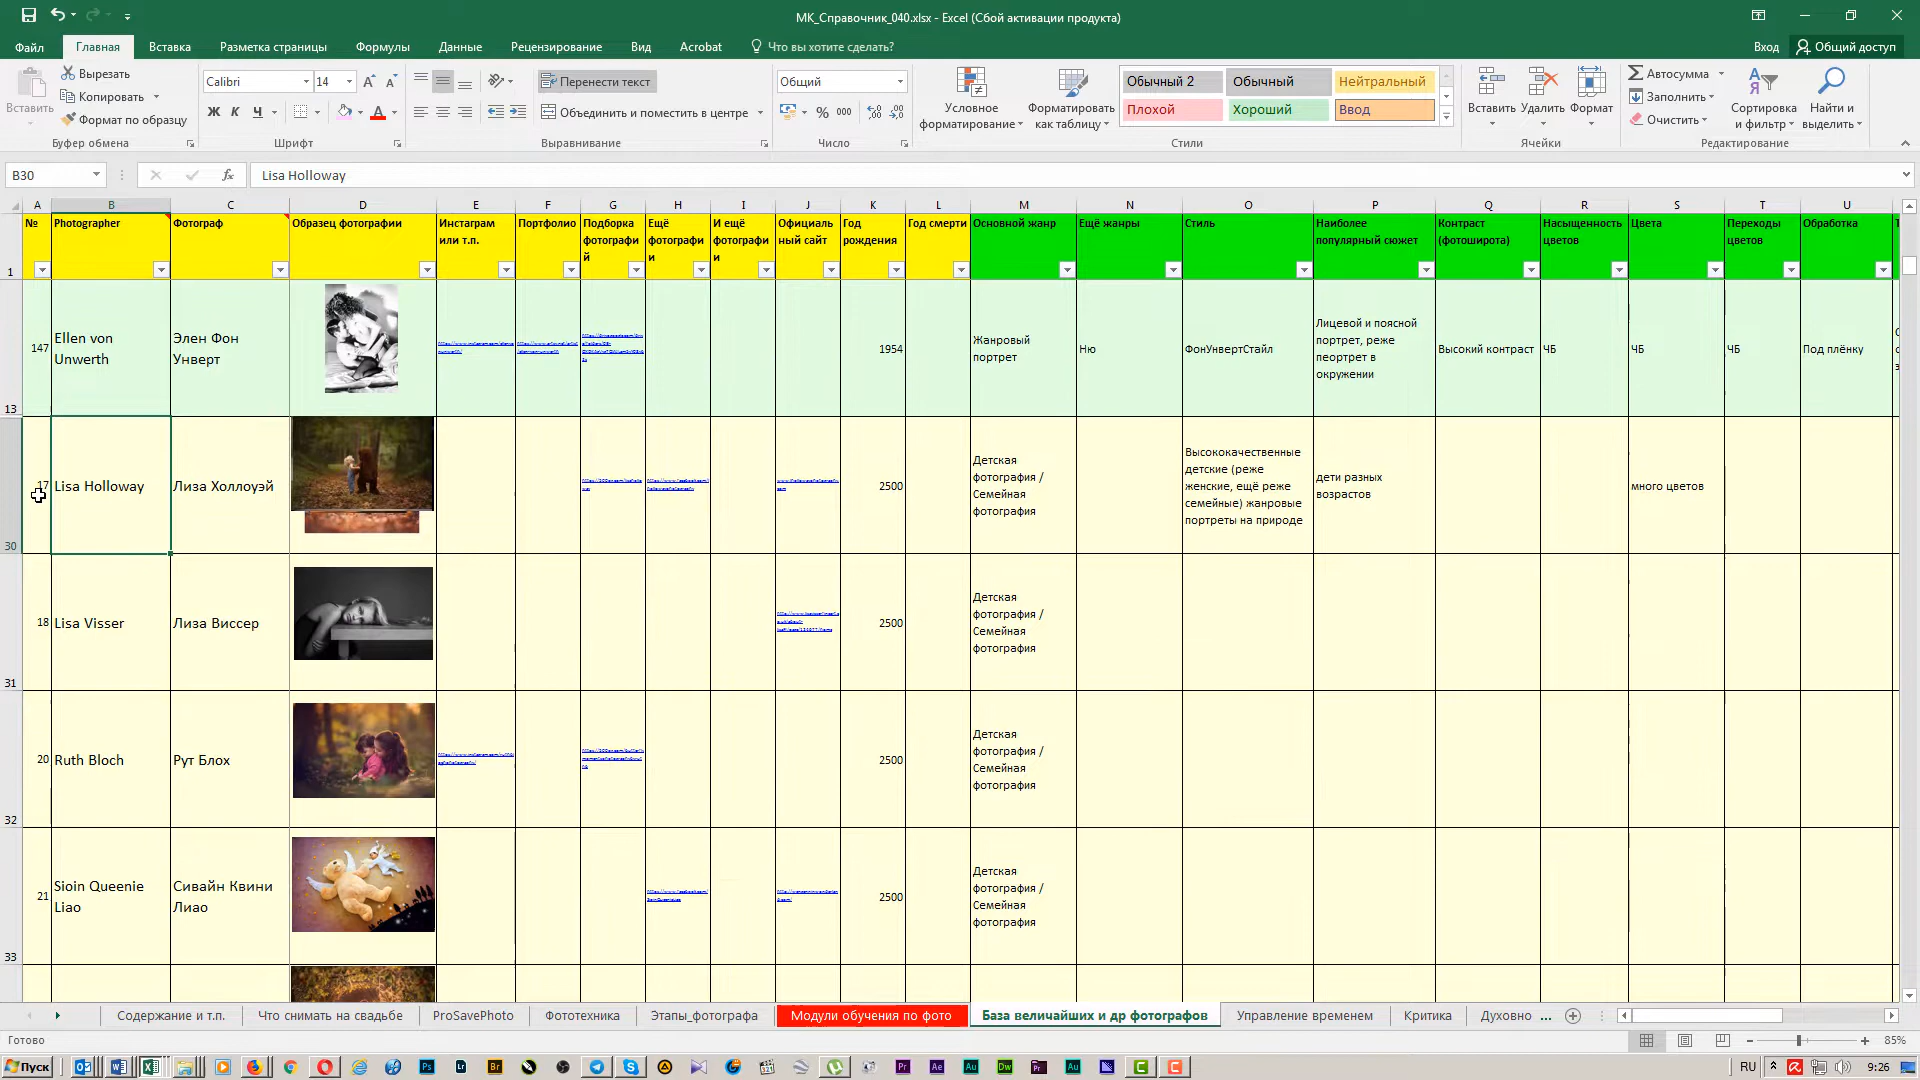 МК_Справочник_040.xlsx - Excel (Сбой активации продукта)
Файл Главная Вставка Разметка страницы Формулы Данные Рецензирование Вид Acrobat Что вы хотите сделать? Вход Общий доступ
Вставить
Вырезать
Копировать
Формат по образцу
Буфер обмена
Calibri 14
Ж К Ч
Шрифт
Перенести текст
Объединить и поместить в центре
Выравнивание
Общий
% 000
Число
Условное форматирование
Форматировать как таблицу
Обычный 2 Обычный Нейтральный
Плохой Хороший Ввод
Стили
Вставить Удалить Формат
Ячейки
Автосумма
Заполнить
Очистить
Сортировка и фильтр
Найти и выделить
Редактирование
B30 fx Lisa Holloway
A B C D E F G H I J K L M N O P Q R S T U
1 № Photographer Фотограф Образец фотографии Инстаграм или т.п. Портфолио Подборка фотографий Ещё фотографии И ещё фотографии Официальный сайт Год рождения Год смерти Основной жанр Ещё жанры Стиль Наиболее популярный сюжет Контраст (фотоширота) Насыщенность цветов Цвета Переходы цветов Обработка
13 147 Ellen von Unwerth Элен Фон Унверт 1954 Жанровый портрет Ню ФонУнвертСтайл Лицевой и поясной портрет, реже пеортрет в окружении Высокий контраст ЧБ ЧБ ЧБ Под плёнку
30 17 Lisa Holloway Лиза Холлоуэй 2500 Детская фотография / Семейная фотография Высококачественные детские (реже женские, ещё реже семейные) жанровые портреты на природе дети разных возрастов много цветов
31 18 Lisa Visser Лиза Виссер 2500 Детская фотография / Семейная фотография
32 20 Ruth Bloch Рут Блох 2500 Детская фотография / Семейная фотография
33 21 Sioin Queenie Liao Сивайн Квини Лиао 2500 Детская фотография / Семейная фотография
Содержание и т.п. Что снимать на свадьбе ProSavePhoto Фототехника Этапы_фотографа Модули обучения по фото База величайших и др фотографов Управление временем Критика Духовно ...
Готово 85%
Пуск RU 9:26